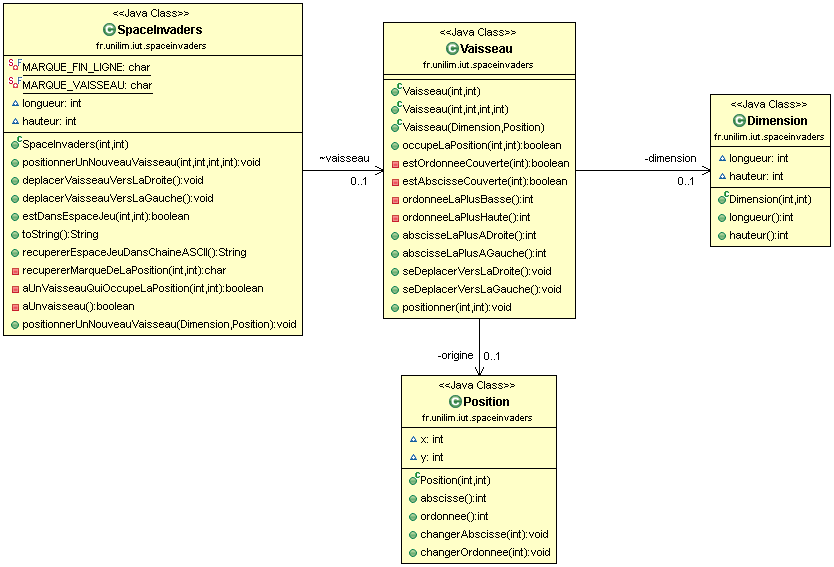 <<Java Class>>
SpaceInvaders
fr.unilim.iut.spaceinvaders
MARQUE_FIN_LIGNE: char
MARQUE_VAISSEAU: char
longueur: int
hauteur: int
SpaceInvaders(int,int)
positionnerUnNouveauVaisseau(int,int,int,int):void
deplacerVaisseauVersLaDroite():void
deplacerVaisseauVersLaGauche():void
estDansEspaceJeu(int,int):boolean
toString():String
recupererEspaceJeuDansChaineASCII():String
recupererMarqueDeLaPosition(int,int):char
aUnVaisseauQuiOccupeLaPosition(int,int):boolean
aUnvaisseau():boolean
positionnerUnNouveauVaisseau(Dimension,Position):void
~vaisseau
0..1
<<Java Class>>
Vaisseau
fr.unilim.iut.spaceinvaders
Vaisseau(int,int)
Vaisseau(int,int,int,int)
Vaisseau(Dimension,Position)
occupeLaPosition(int,int):boolean
estOrdonneeCouverte(int):boolean
estAbscisseCouverte(int):boolean
ordonneeLaPlusBasse():int
ordonneeLaPlusHaute():int
abscisseLaPlusADroite():int
abscisseLaPlusAGauche():int
seDeplacerVersLaDroite():void
seDeplacerVersLaGauche():void
positionner(int,int):void
-dimension
0..1
<<Java Class>>
Dimension
fr.unilim.iut.spaceinvaders
longueur: int
hauteur: int
Dimension(int,int)
longueur():int
hauteur():int
-origine
0..1
<<Java Class>>
Position
fr.unilim.iut.spaceinvaders
x: int
y: int
Position(int,int)
abscisse():int
ordonnee():int
changerAbscisse(int):void
changerOrdonnee(int):void